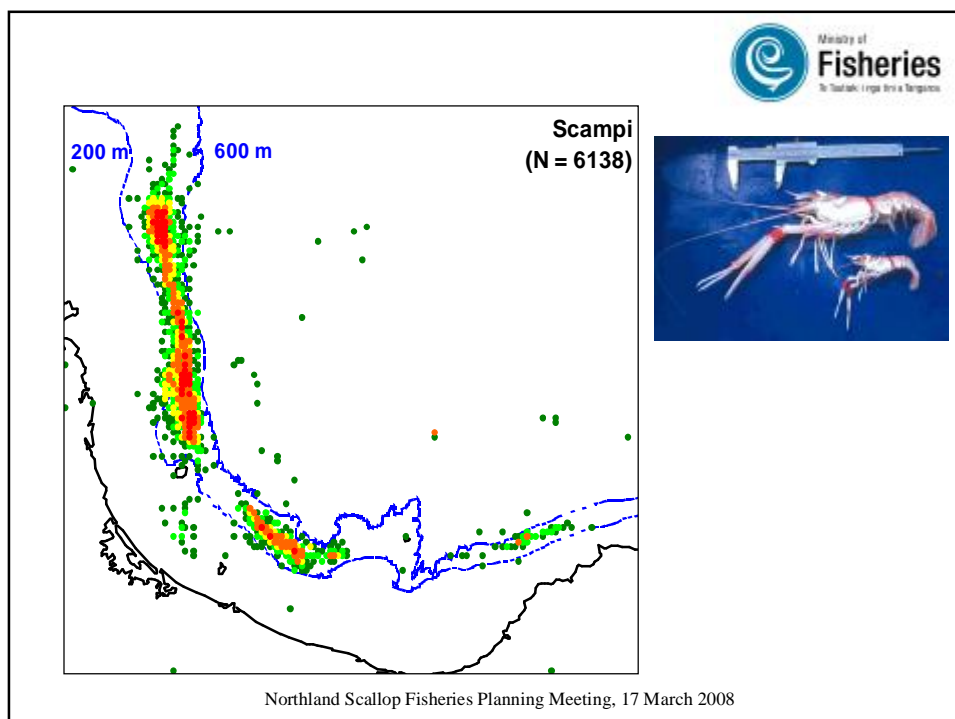 Ministry of
Fisheries
200 m
600 m
Scampi
(N = 6138)
Northland Scallop Fisheries Planning Meeting, 17 March 2008